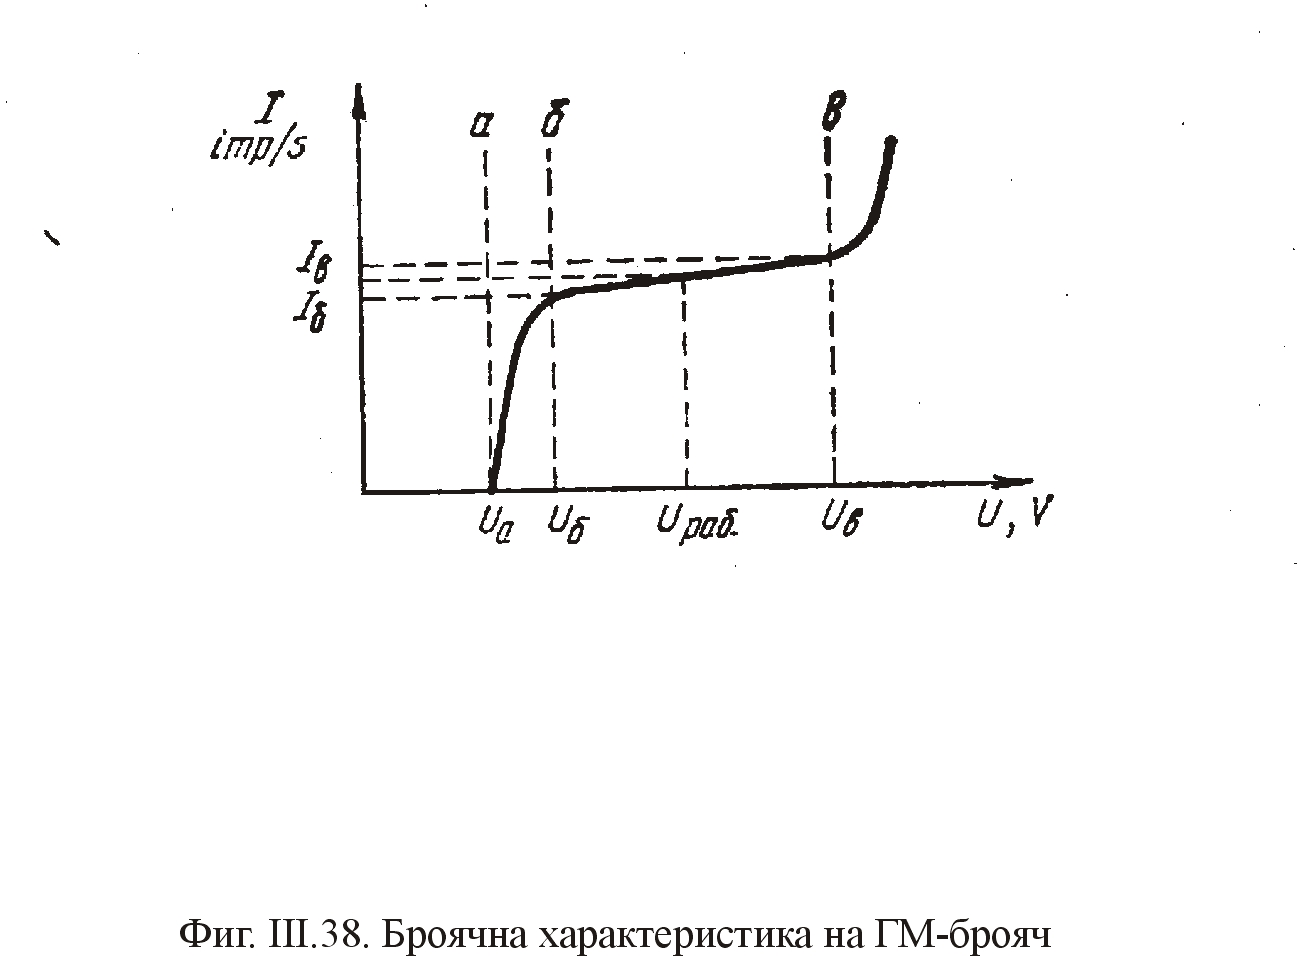 I
imp/s
а б в
Iв
Iб
Uа Uб Uраб. Uв U, V
Фиг. III.38. Броячна характеристика на ГМ-брояч